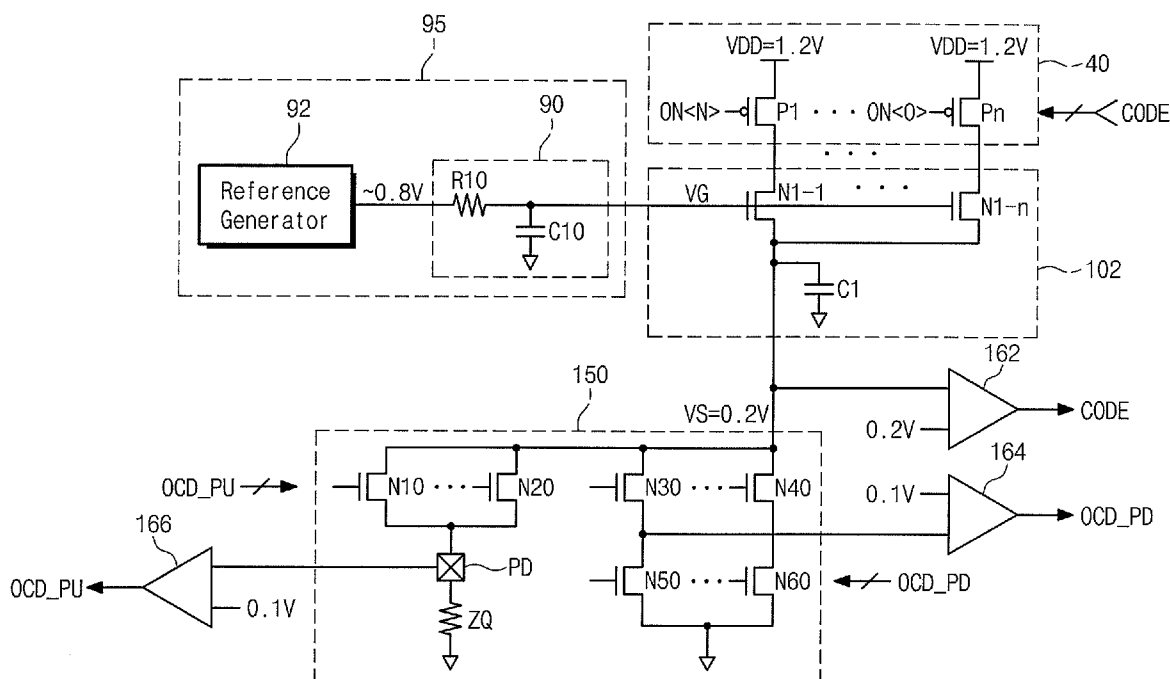 95
VDD=1.2V
VDD=1.2V
40
90
ON<N>
P1
ON<0>
Pn
CODE
92
Reference
Generator
~0.8V
R10
C10
VG
N1-1
N1-n
102
C1
162
150
VS=0.2V
CODE
0.2V
164
OCD_PU
N10
N20
N30
N40
0.1V
OCD_PD
166
PD
OCD_PU
0.1V
N50
N60
OCD_PD
ZQ